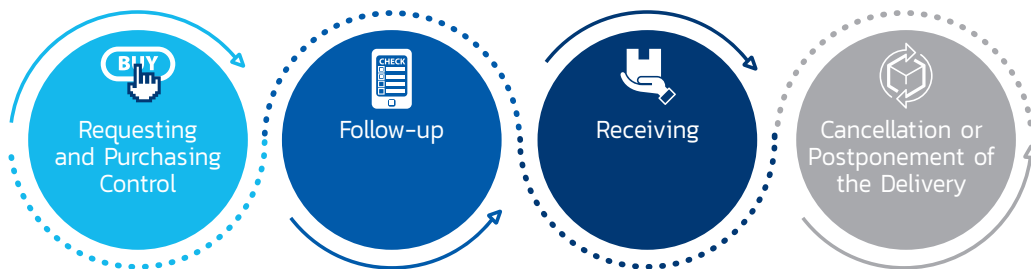 BUY
Requesting
and Purchasing
Control
CHECK
Follow-up
Receiving
Cancellation or
Postponement of
the Delivery